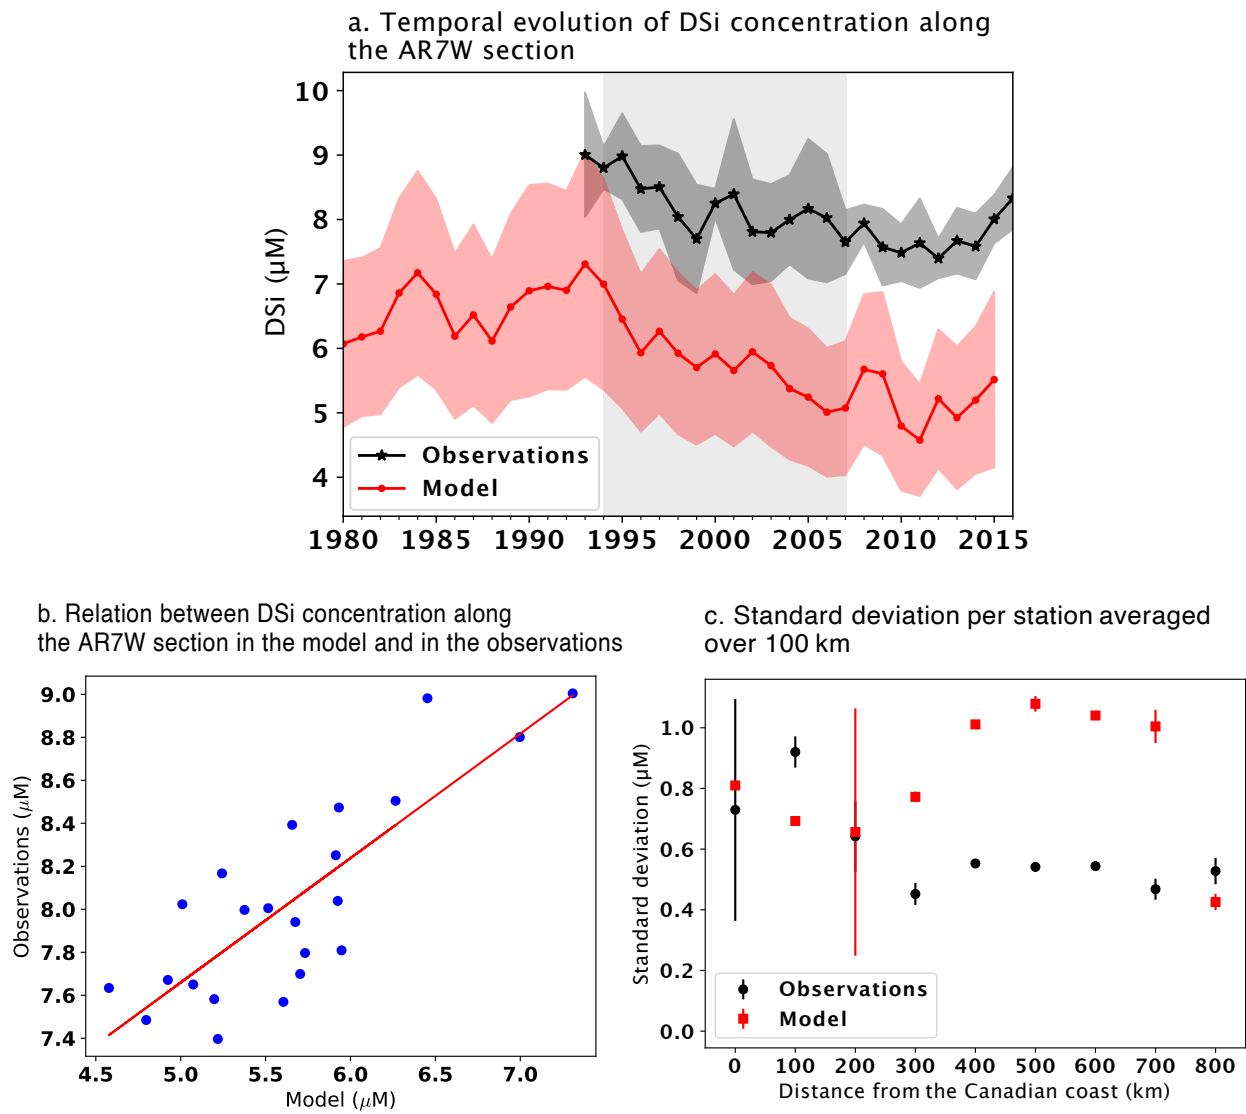 a. Temporal evolution of DSi concentration along
the AR7W section
10
9
8
7
6
5
4
DSi (μM)
Observations
Model
1980 1985 1990 1995 2000 2005 2010 2015
b. Relation between DSi concentration along
the AR7W section in the model and in the observations
9.0
8.8
8.6
8.4
8.2
8.0
7.8
7.6
7.4
Observations (μM)
4.5 5.0 5.5 6.0 6.5 7.0
Model (μM)
c. Standard deviation per station averaged
over 100 km
1.0
0.8
0.6
0.4
0.2
0.0
Standard deviation (μM)
Observations
Model
0 100 200 300 400 500 600 700 800
Distance from the Canadian coast (km)